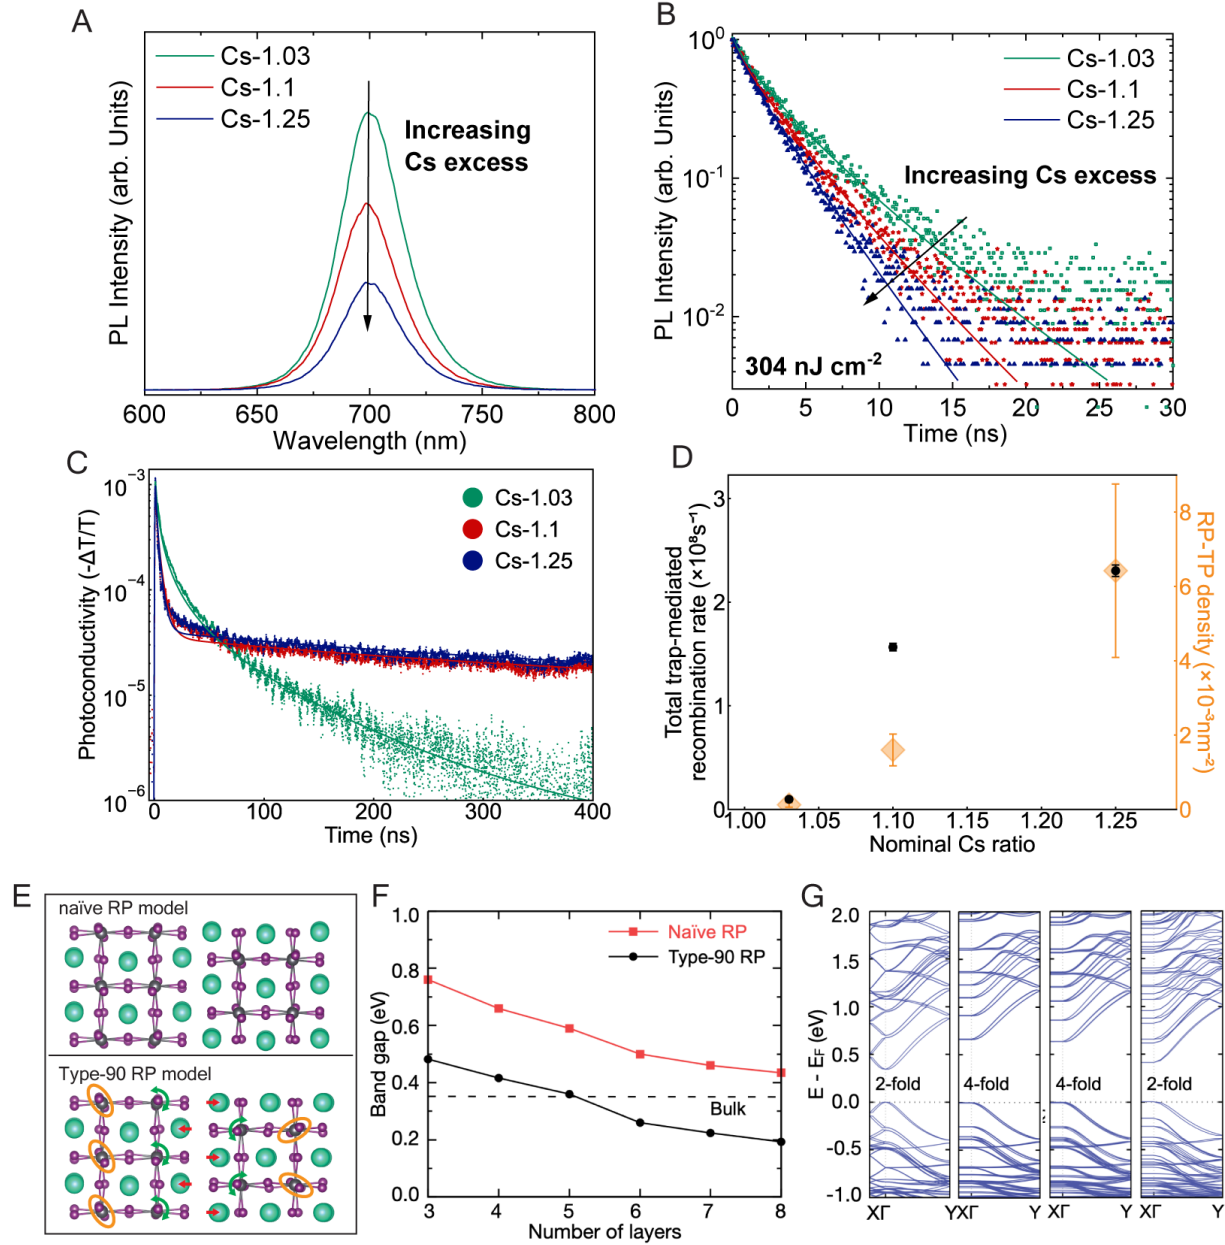 A
Cs-1.03
Cs-1.1
Cs-1.25
Increasing
Cs excess
PL Intensity (arb. Units)
600 650 700 750 800
Wavelength (nm)
B
10⁰
10⁻¹
10⁻²
Cs-1.03
Cs-1.1
Cs-1.25
Increasing Cs excess
304 nJ cm⁻²
PL Intensity (arb. Units)
0 5 10 15 20 25 30
Time (ns)
C
10⁻³
10⁻⁴
10⁻⁵
10⁻⁶
Cs-1.03
Cs-1.1
Cs-1.25
Photoconductivity (-ΔT/T)
0 100 200 300 400
Time (ns)
D
3
2
1
0
Total trap-mediated
recombination rate (×10⁸s⁻¹)
8
6
4
2
0
RP-TP density (×10⁻³nm⁻²)
1.00 1.05 1.10 1.15 1.20 1.25
Nominal Cs ratio
E
naïve RP model
Type-90 RP model
F
1.0
0.8
0.6
0.4
0.2
0.0
Band gap (eV)
Naïve RP
Type-90 RP
Bulk
3 4 5 6 7 8
Number of layers
G
2.0
1.5
1.0
0.5
0.0
-0.5
-1.0
E - E_F (eV)
2-fold 4-fold 4-fold 2-fold
XΓ YXΓ Y XΓ Y XΓ Y